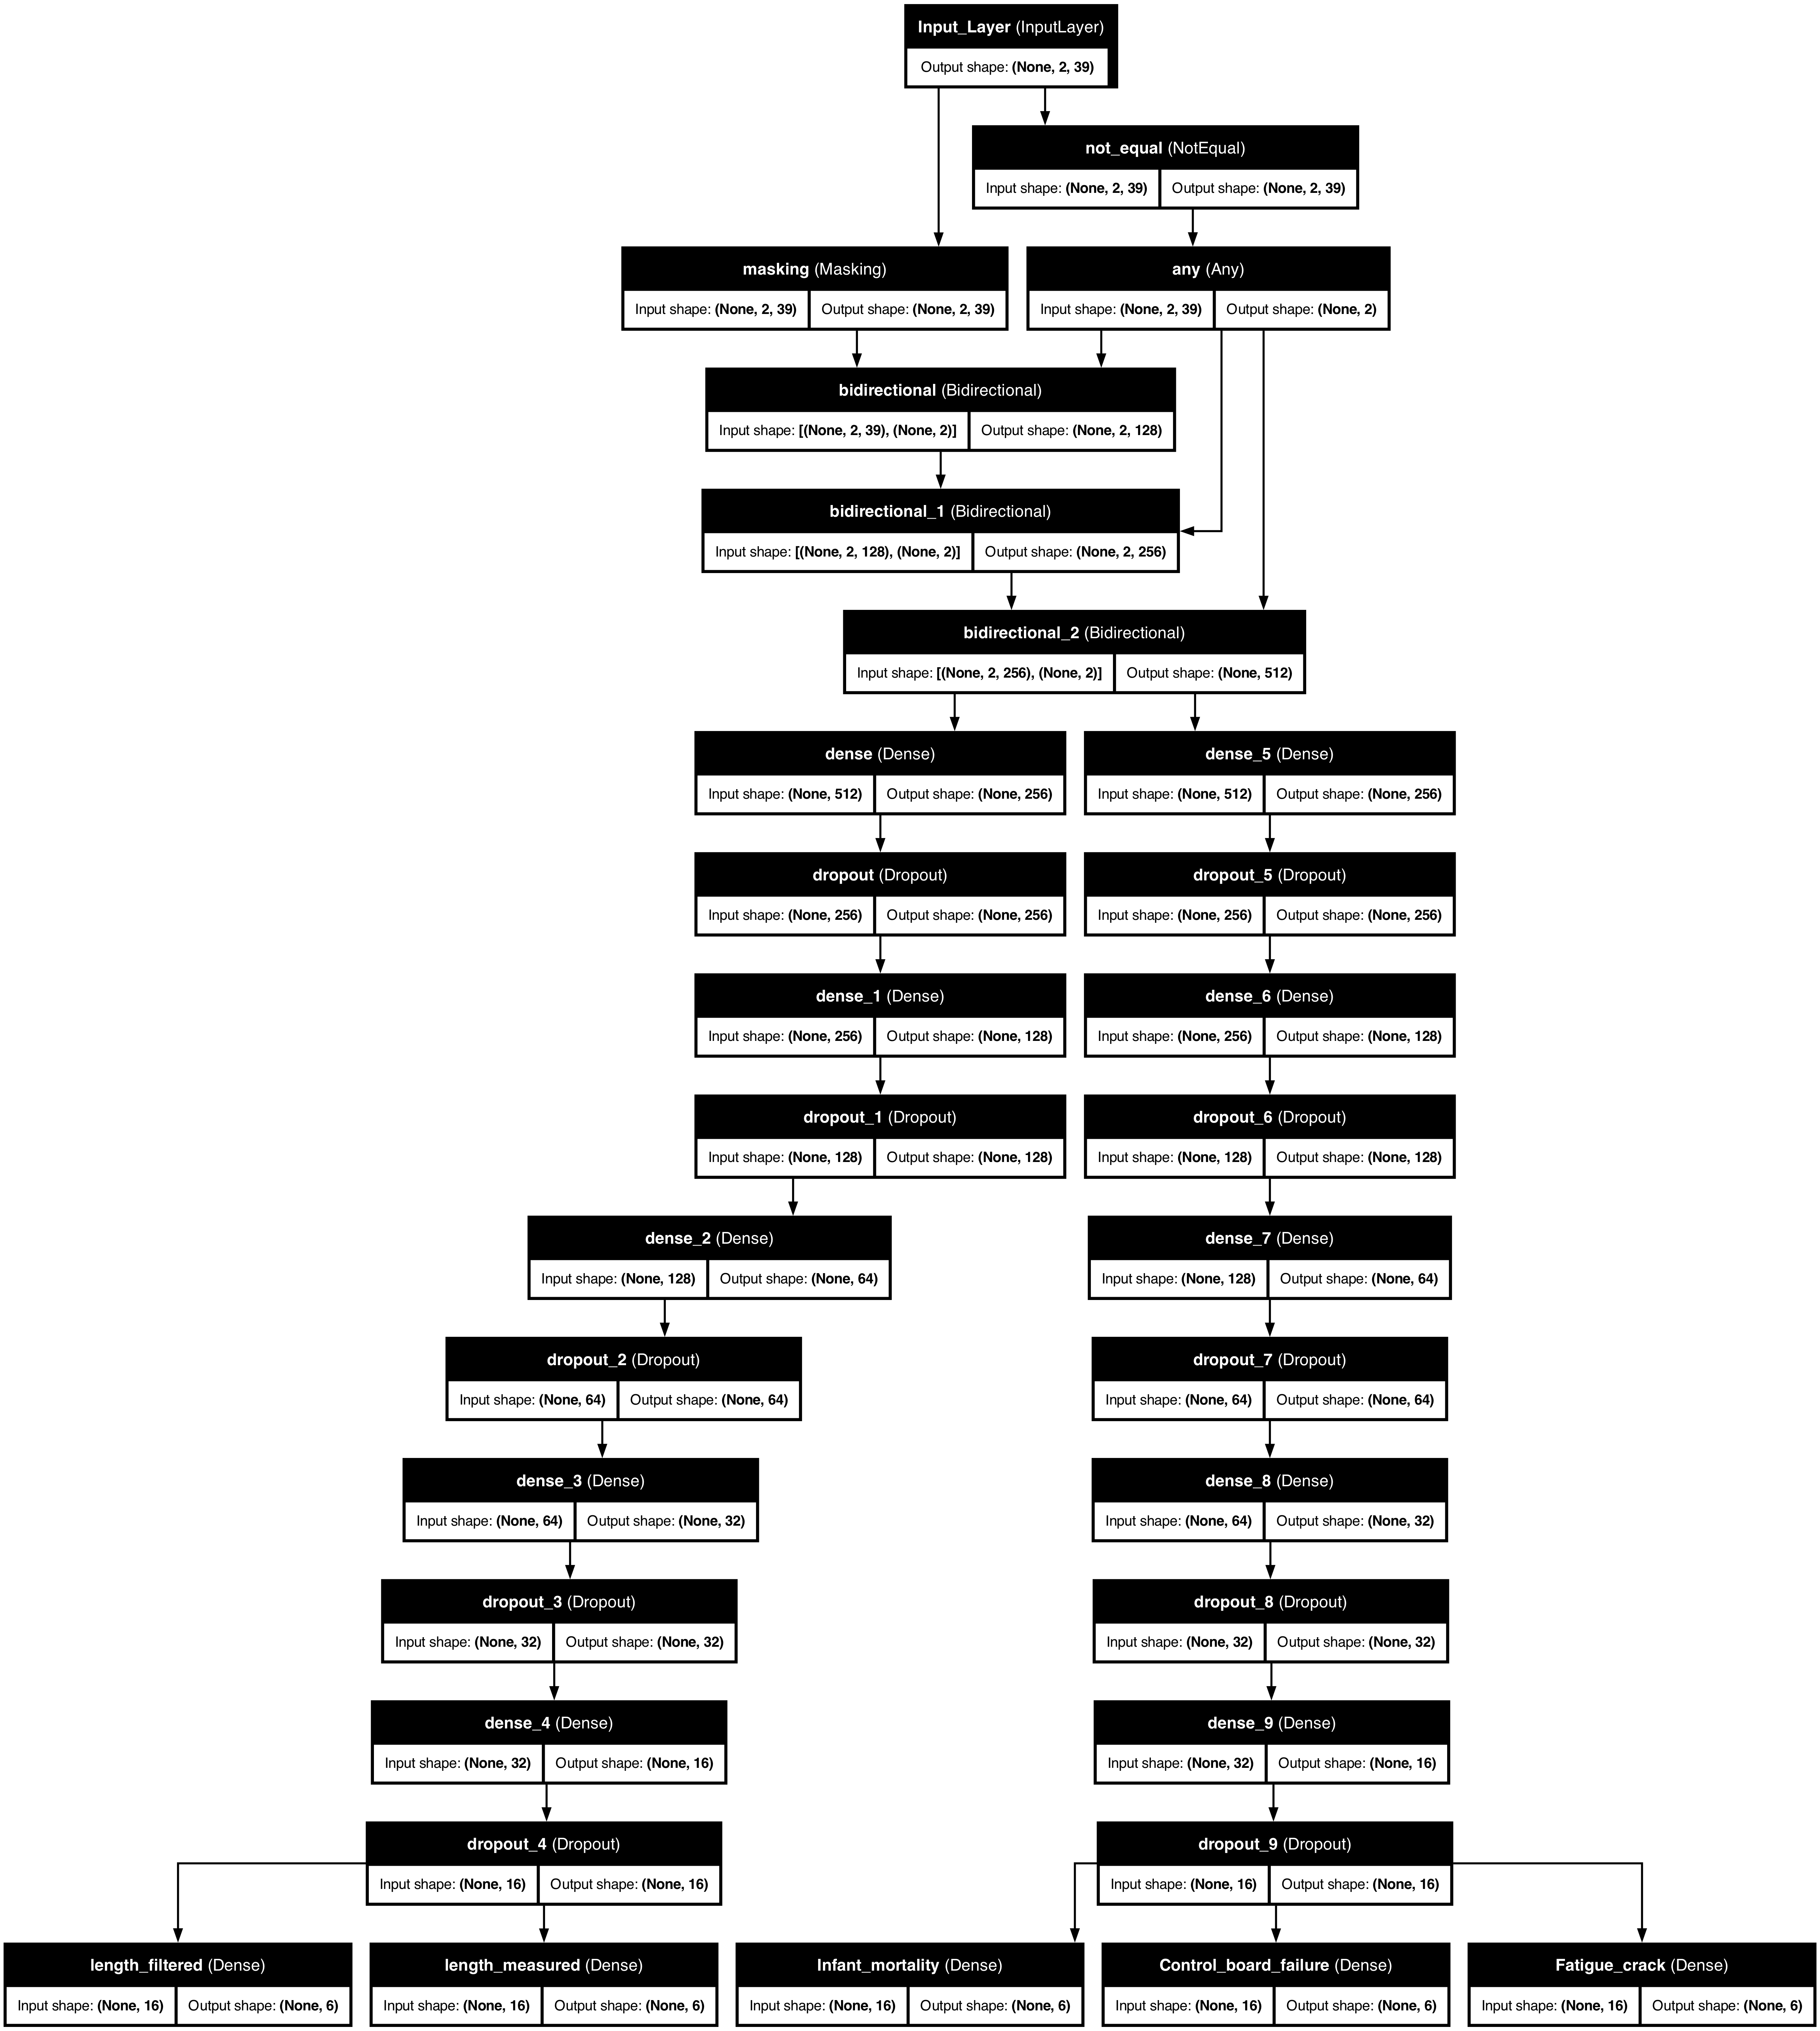 Input_Layer (InputLayer)
Output shape: (None, 2, 39)
not_equal (NotEqual)
Input shape: (None, 2, 39) Output shape: (None, 2, 39)
masking (Masking)
Input shape: (None, 2, 39) Output shape: (None, 2, 39)
any (Any)
Input shape: (None, 2, 39) Output shape: (None, 2)
bidirectional (Bidirectional)
Input shape: [(None, 2, 39), (None, 2)] Output shape: (None, 2, 128)
bidirectional_1 (Bidirectional)
Input shape: [(None, 2, 128), (None, 2)] Output shape: (None, 2, 256)
bidirectional_2 (Bidirectional)
Input shape: [(None, 2, 256), (None, 2)] Output shape: (None, 512)
dense (Dense)
Input shape: (None, 512) Output shape: (None, 256)
dense_5 (Dense)
Input shape: (None, 512) Output shape: (None, 256)
dropout (Dropout)
Input shape: (None, 256) Output shape: (None, 256)
dropout_5 (Dropout)
Input shape: (None, 256) Output shape: (None, 256)
dense_1 (Dense)
Input shape: (None, 256) Output shape: (None, 128)
dense_6 (Dense)
Input shape: (None, 256) Output shape: (None, 128)
dropout_1 (Dropout)
Input shape: (None, 128) Output shape: (None, 128)
dropout_6 (Dropout)
Input shape: (None, 128) Output shape: (None, 128)
dense_2 (Dense)
Input shape: (None, 128) Output shape: (None, 64)
dense_7 (Dense)
Input shape: (None, 128) Output shape: (None, 64)
dropout_2 (Dropout)
Input shape: (None, 64) Output shape: (None, 64)
dropout_7 (Dropout)
Input shape: (None, 64) Output shape: (None, 64)
dense_3 (Dense)
Input shape: (None, 64) Output shape: (None, 32)
dense_8 (Dense)
Input shape: (None, 64) Output shape: (None, 32)
dropout_3 (Dropout)
Input shape: (None, 32) Output shape: (None, 32)
dropout_8 (Dropout)
Input shape: (None, 32) Output shape: (None, 32)
dense_4 (Dense)
Input shape: (None, 32) Output shape: (None, 16)
dense_9 (Dense)
Input shape: (None, 32) Output shape: (None, 16)
dropout_4 (Dropout)
Input shape: (None, 16) Output shape: (None, 16)
dropout_9 (Dropout)
Input shape: (None, 16) Output shape: (None, 16)
length_filtered (Dense)
Input shape: (None, 16) Output shape: (None, 6)
length_measured (Dense)
Input shape: (None, 16) Output shape: (None, 6)
Infant_mortality (Dense)
Input shape: (None, 16) Output shape: (None, 6)
Control_board_failure (Dense)
Input shape: (None, 16) Output shape: (None, 6)
Fatigue_crack (Dense)
Input shape: (None, 16) Output shape: (None, 6)